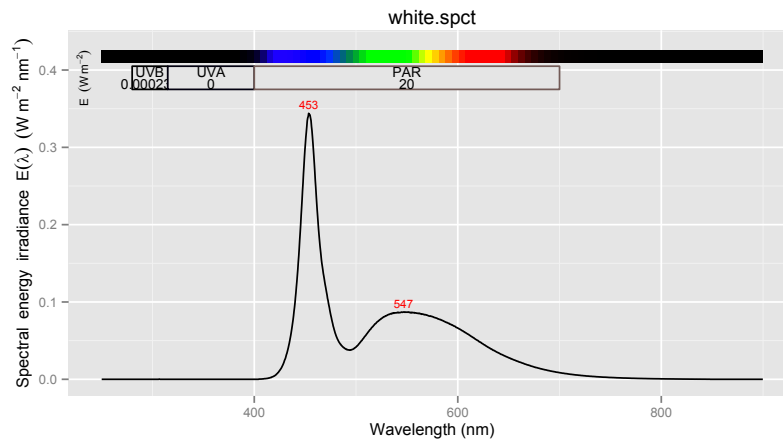 white.spct
E (W m⁻²)
UVB UVA PAR
0.00023 0 20
Spectral energy irradiance E(λ) (W m⁻² nm⁻¹)
0.4
0.3
0.2
0.1
0.0
453
547
400 600 800
Wavelength (nm)